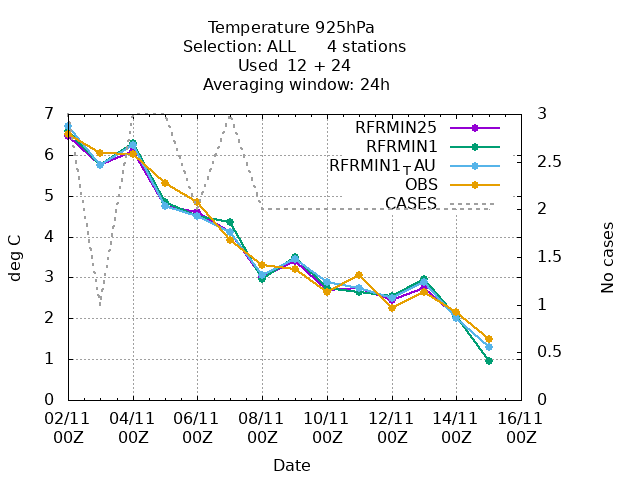 Temperature 925hPa
Selection: ALL 4 stations
Used 12 + 24
Averaging window: 24h
7
6
5
4
3
2
1
0
deg C
3
2.5
2
1.5
1
0.5
0
No cases
RFRMIN25
RFRMIN1
RFRMIN1_TAU
OBS
CASES
02/11 04/11 06/11 08/11 10/11 12/11 14/11 16/11
00Z 00Z 00Z 00Z 00Z 00Z 00Z 00Z
Date